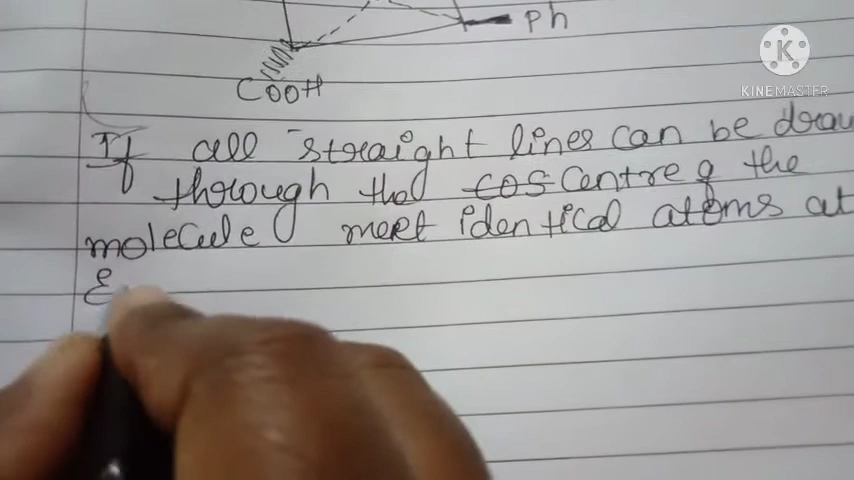 Ph
COOH
K
KINEMASTER
If all straight lines can be draw
through the centre of the
molecule meet identical atoms at
E